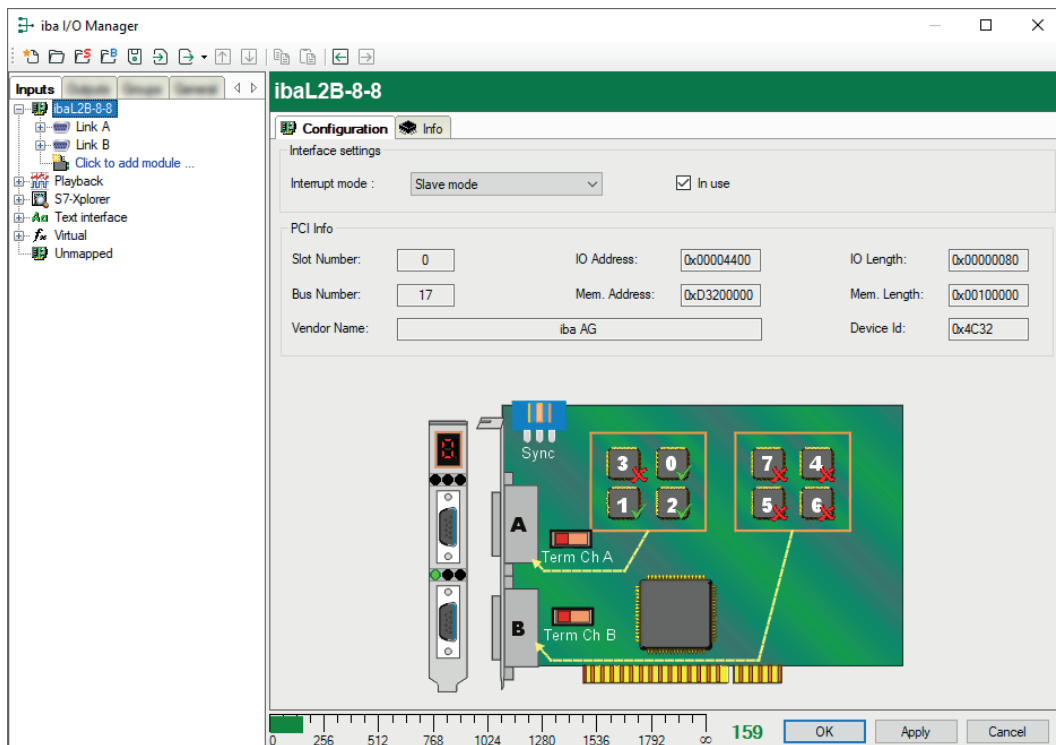 iba I/O Manager
Inputs
ibaL2B-8-8
Link A
Link B
Click to add module ...
Playback
S7-Xplorer
Text interface
Virtual
Unmapped
ibaL2B-8-8
Configuration Info
Interface settings
Interrupt mode : Slave mode In use
PCI Info
Slot Number: 0 IO Address: 0x00004400 IO Length: 0x00000080
Bus Number: 17 Mem. Address: 0xD3200000 Mem. Length: 0x00100000
Vendor Name: iba AG Device Id: 0x4C32
Sync
3 0 7 4
1 2 5 6
A
Term Ch A
B
Term Ch B
0 256 512 768 1024 1280 1536 1792 ∞ 159 OK Apply Cancel